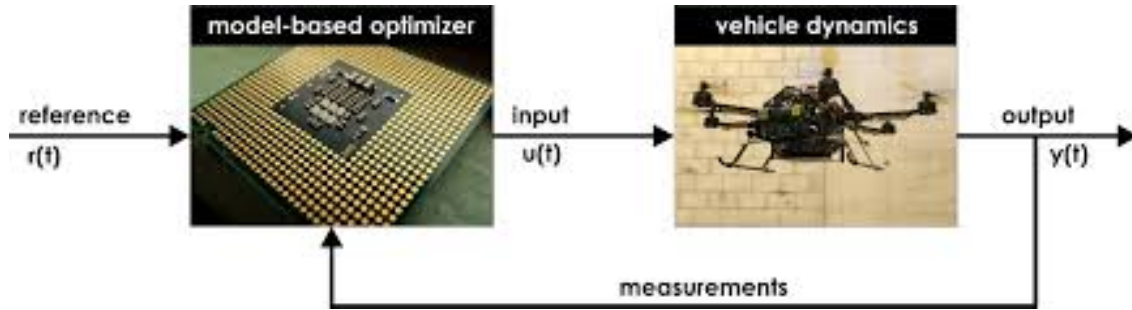 model-based optimizer
vehicle dynamics
reference
r(t)
input
u(t)
output
y(t)
measurements